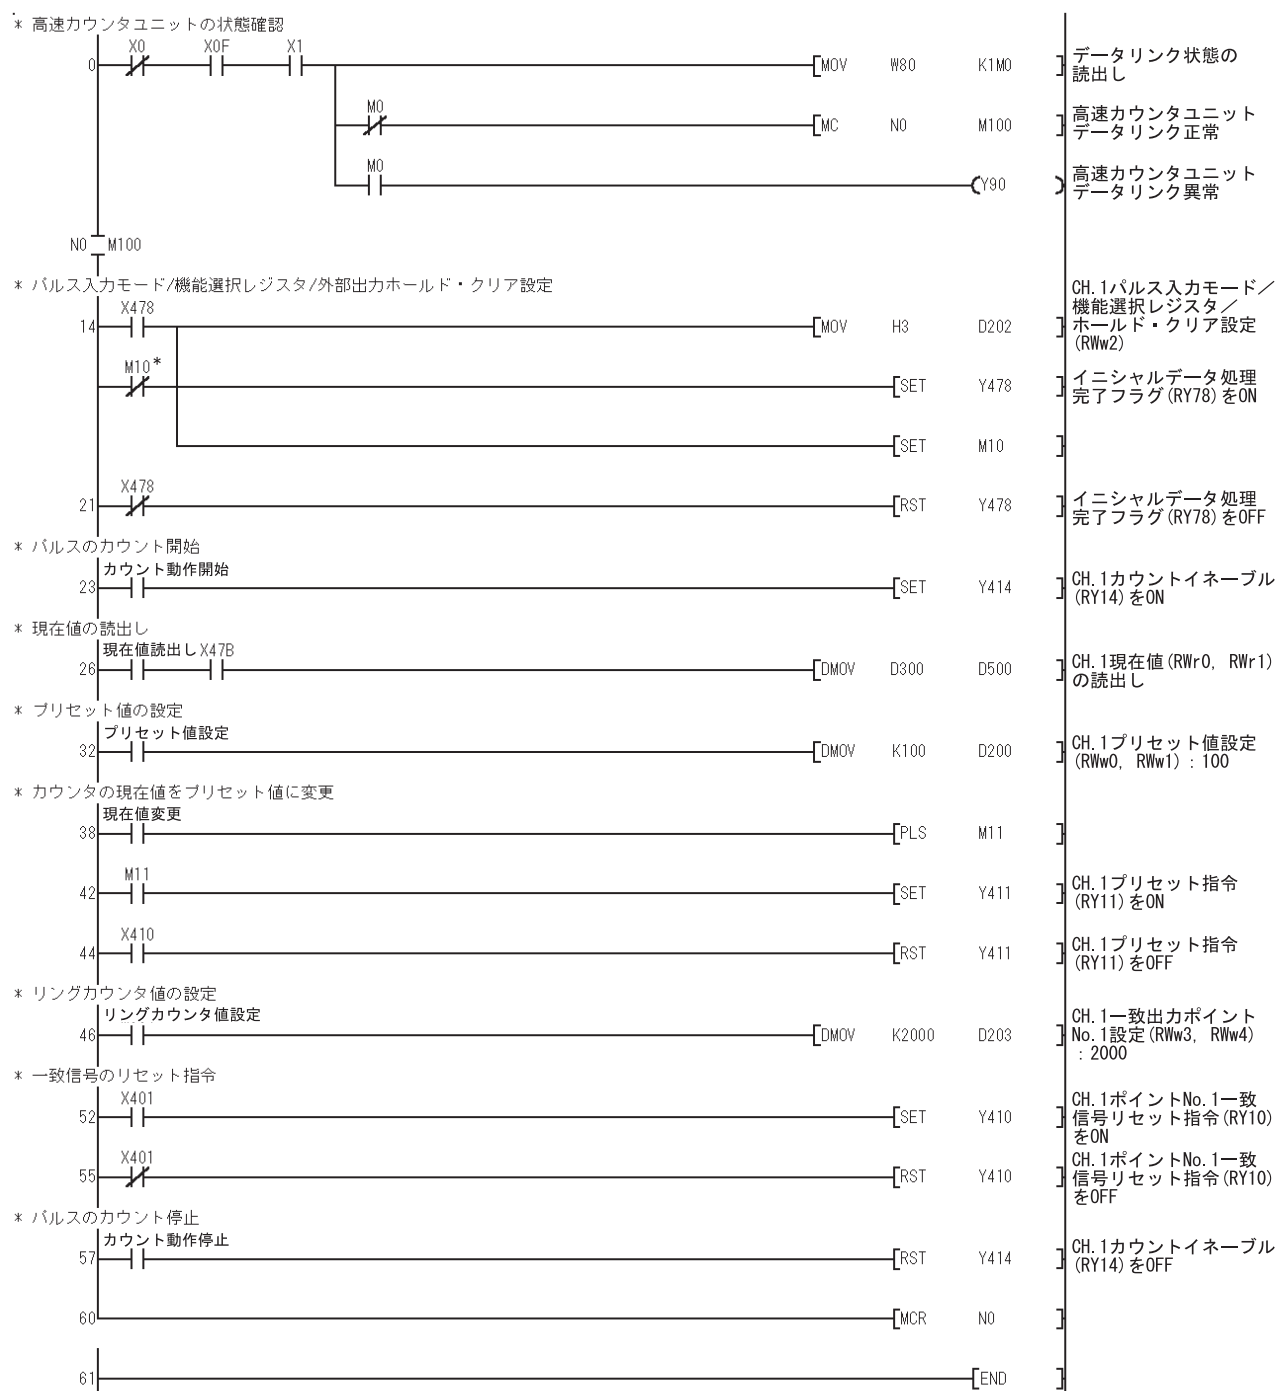 * 高速カウンタユニットの状態確認
X0 X0F X1
0 MOV W80 K1M0 データリンク状態の
読出し
M0
MC N0 M100 高速カウンタユニット
データリンク正常
M0
Y90 高速カウンタユニット
データリンク異常
N0 M100
* パルス入力モード/機能選択レジスタ/外部出力ホールド・クリア設定
X478
14 MOV H3 D202 CH.1パルス入力モード/
機能選択レジスタ/
ホールド・クリア設定
(RWw2)
M10*
SET Y478 イニシャルデータ処理
完了フラグ(RY78)をON
SET M10
X478
21 RST Y478 イニシャルデータ処理
完了フラグ(RY78)をOFF
* パルスのカウント開始
カウント動作開始
23 SET Y414 CH.1カウントイネーブル
(RY14)をON
* 現在値の読出し
現在値読出し X47B
26 DMOV D300 D500 CH.1現在値(RWr0, RWr1)
の読出し
* プリセット値の設定
プリセット値設定
32 DMOV K100 D200 CH.1プリセット値設定
(RWw0, RWw1) : 100
* カウンタの現在値をプリセット値に変更
現在値変更
38 PLS M11
M11
42 SET Y411 CH.1プリセット指令
(RY11)をON
X410
44 RST Y411 CH.1プリセット指令
(RY11)をOFF
* リングカウンタ値の設定
リングカウンタ値設定
46 DMOV K2000 D203 CH.1一致出力ポイント
No.1設定(RWw3, RWw4)
: 2000
* 一致信号のリセット指令
X401
52 SET Y410 CH.1ポイントNo.1一致
信号リセット指令(RY10)
をON
X401
55 RST Y410 CH.1ポイントNo.1一致
信号リセット指令(RY10)
をOFF
* パルスのカウント停止
カウント動作停止
57 RST Y414 CH.1カウントイネーブル
(RY14)をOFF
60 MCR N0
61 END